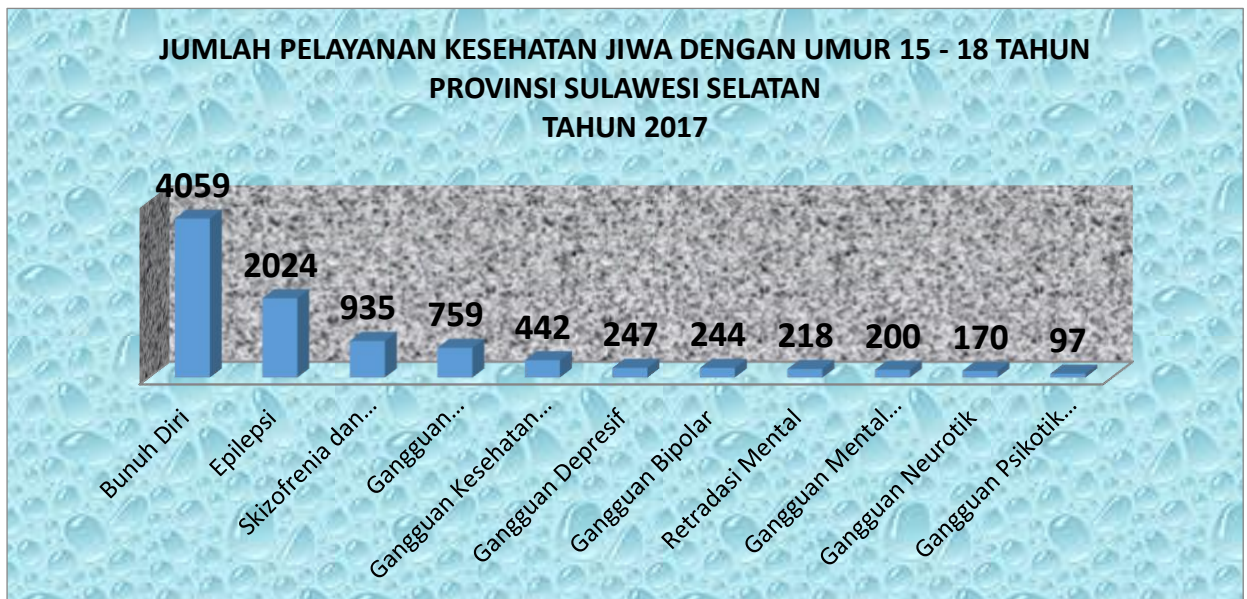 JUMLAH PELAYANAN KESEHATAN JIWA DENGAN UMUR 15 - 18 TAHUN
PROVINSI SULAWESI SELATAN
TAHUN 2017
4059
2024
935
759
442
247
244
218
200
170
97
Bunuh Diri
Epilepsi
Skizofrenia dan...
Gangguan...
Gangguan Kesehatan...
Gangguan Depresif
Gangguan Bipolar
Retradasi Mental
Gangguan Mental...
Gangguan Neurotik
Gangguan Psikotik...